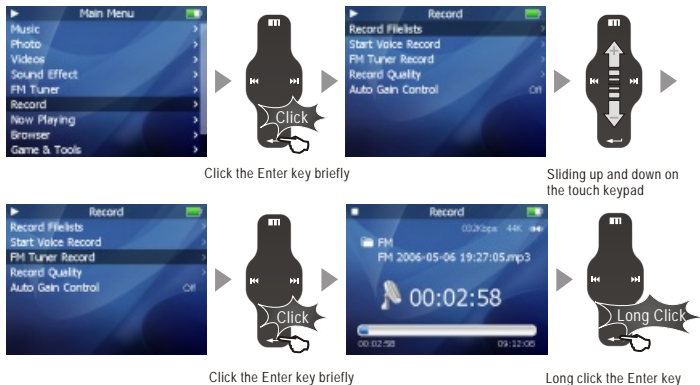 Main Menu
Music
Photo
Videos
Sound Effect
FM Tuner
Record
Now Playing
Browser
Game & Tools
Click
Record
Record Filelists
Start Voice Record
FM Tuner Record
Record Quality
Auto Gain Control Off
Click the Enter key briefly
Sliding up and down on
the touch keypad
Record
Record Filelists
Start Voice Record
FM Tuner Record
Record Quality
Auto Gain Control Off
Click
Record
032Kbps 44K
FM
FM 2006-05-06 19:27:05.mp3
00:02:58
00:02:58 09:12:08
Long Click
Click the Enter key briefly
Long click the Enter key